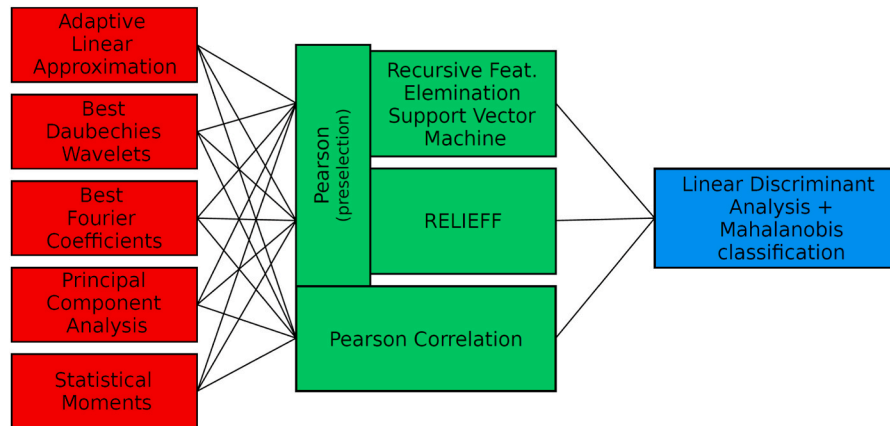 Adaptive
Linear
Approximation
Best
Daubechies
Wavelets
Best
Fourier
Coefficients
Principal
Component
Analysis
Statistical
Moments
Pearson
(preselection)
Recursive Feat.
Elemination
Support Vector
Machine
RELIEFF
Pearson Correlation
Linear Discriminant
Analysis +
Mahalanobis
classification